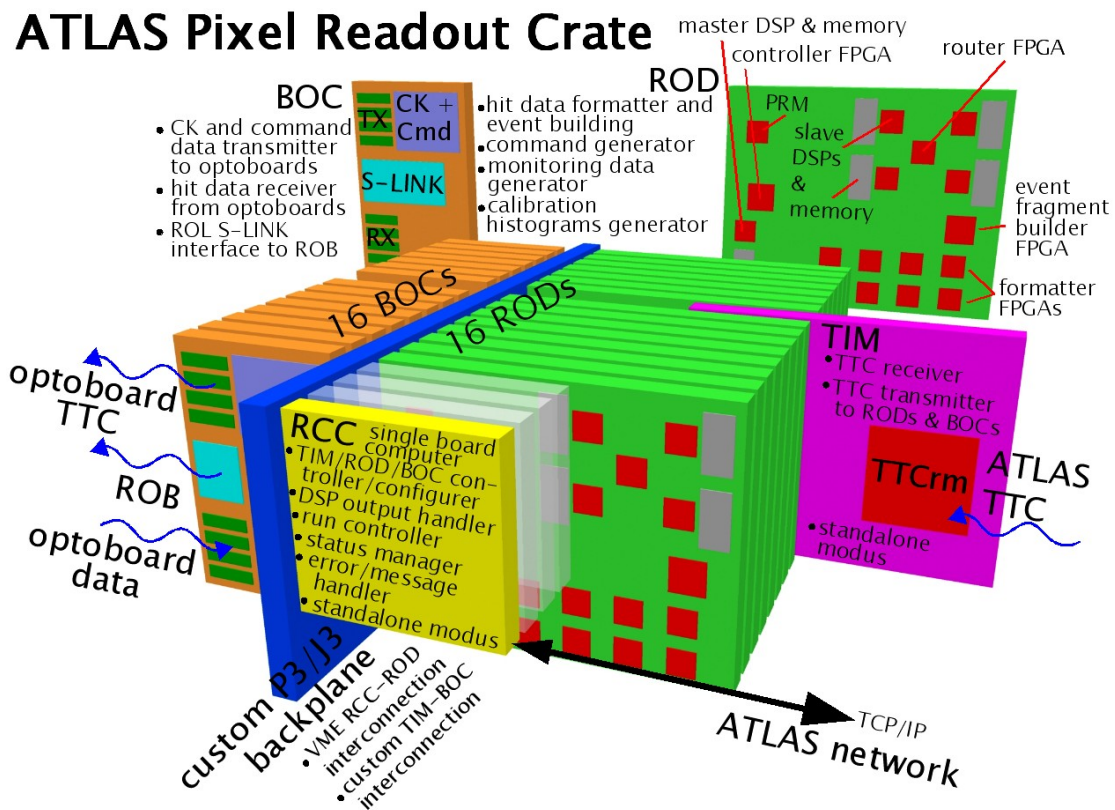 ATLAS Pixel Readout Crate
master DSP & memory
controller FPGA
router FPGA
BOC
TX
CK +
Cmd
S-LINK
RX
• CK and command
data transmitter
to optoboards
• hit data receiver
from optoboards
• ROL S-LINK
interface to ROB
• hit data formatter and
event building
• command generator
• monitoring data
generator
• calibration
histograms generator
ROD
PRM
slave
DSPs
&
memory
event
fragment
builder
FPGA
formatter
FPGAs
16 BOCs
16 RODs
optoboard
TTC
ROB
optoboard
data
RCC single board
computer
• TIM/ROD/BOC con-
troller/configurer
• DSP output handler
• run controller
• status manager
• error/message
handler
• standalone modus
TIM
• TTC receiver
• TTC transmitter
to RODs & BOCs
TTCrm
ATLAS
TTC
• standalone
modus
custom P3/J3
backplane
• VME RCC-ROD
interconnection
• custom TIM-BOC
interconnection
TCP/IP
ATLAS network